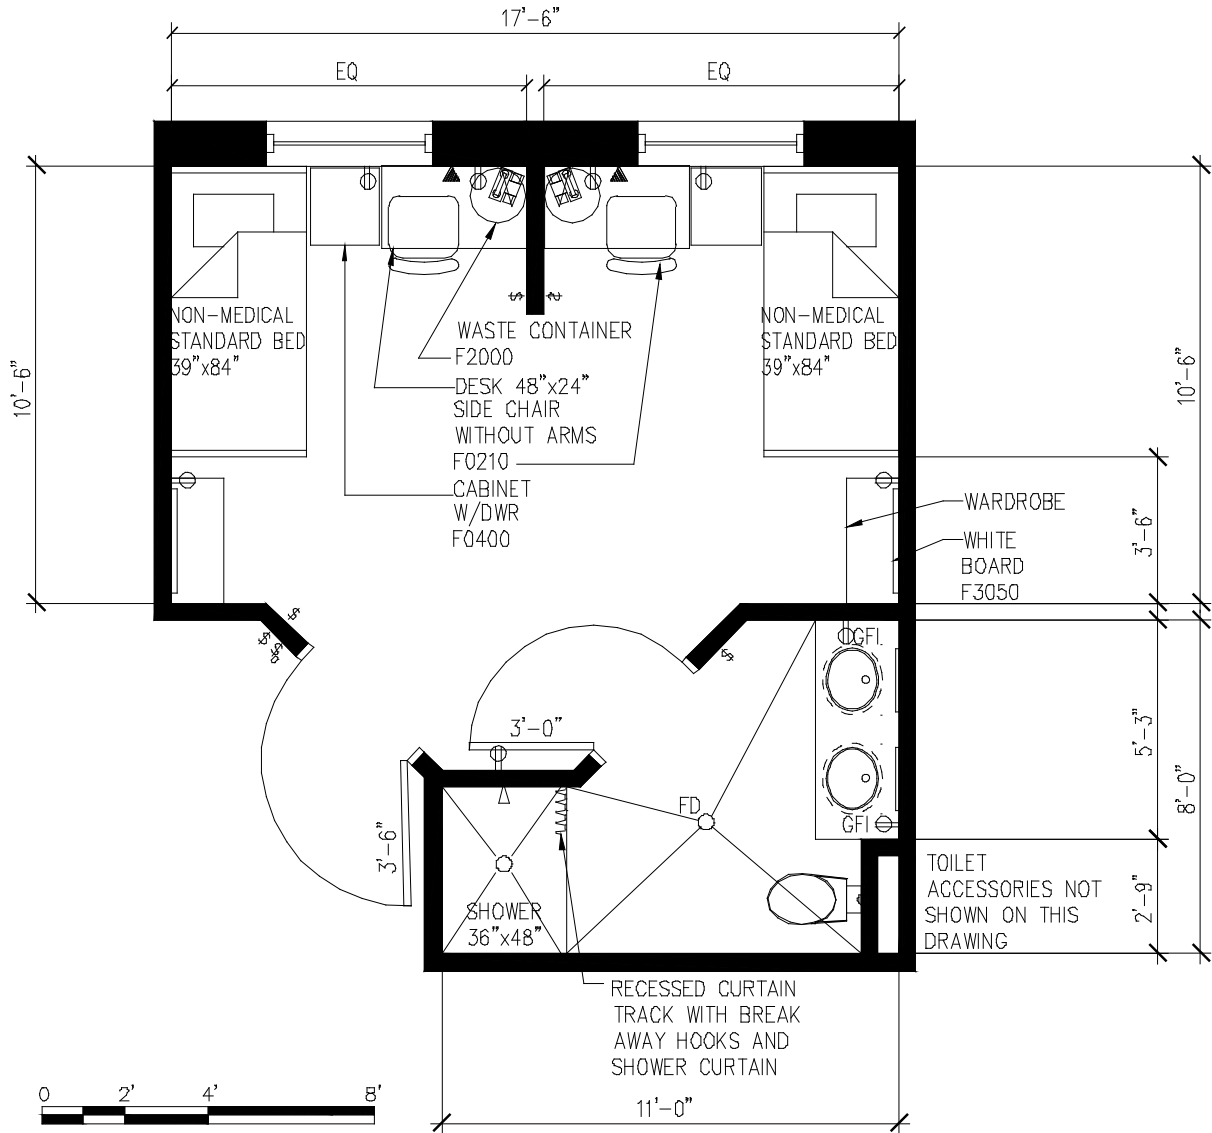 17'-6"
EQ
EQ
10'-6"
10'-6"
NON-MEDICAL
STANDARD BED
39"x84"
NON-MEDICAL
STANDARD BED
39"x84"
WASTE CONTAINER
F2000
DESK 48"x24"
SIDE CHAIR
WITHOUT ARMS
F0210
CABINET
W/DWR
F0400
WARDROBE
WHITE
BOARD
F3050
3'-6"
GFI
3'-0"
5'-3"
8'-0"
FD
GFI
3'-6"
TOILET
ACCESSORIES NOT
SHOWN ON THIS
DRAWING
2'-9"
SHOWER
36"x48"
RECESSED CURTAIN
TRACK WITH BREAK
AWAY HOOKS AND
SHOWER CURTAIN
0 2' 4' 8'
11'-0"